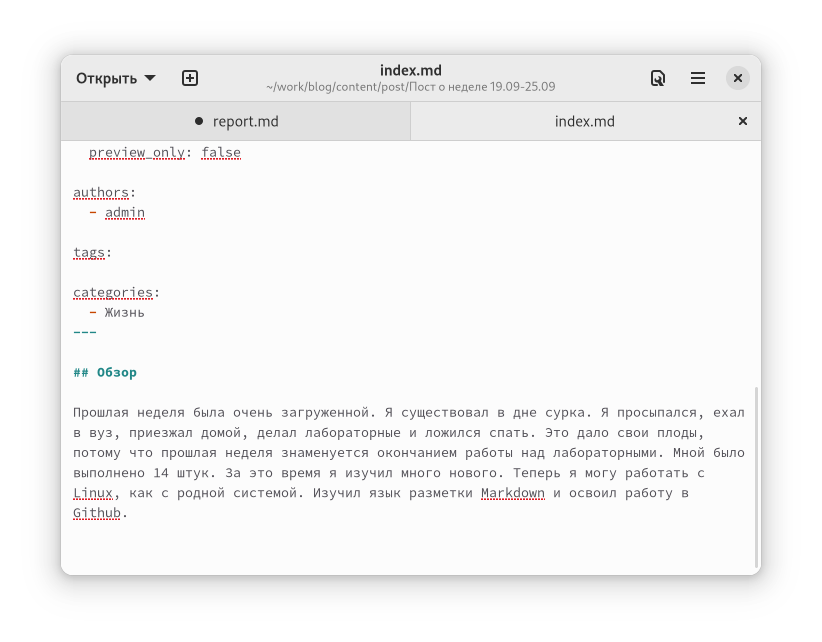 Открыть
index.md
~/work/blog/content/post/Пост о неделе 19.09-25.09
report.md
index.md
preview_only: false
authors:
- admin
tags:
categories:
- Жизнь
---
## Обзор
Прошлая неделя была очень загруженной. Я существовал в дне сурка. Я просыпался, ехал
в вуз, приезжал домой, делал лабораторные и ложился спать. Это дало свои плоды,
потому что прошлая неделя знаменуется окончанием работы над лабораторными. Мной было
выполнено 14 штук. За это время я изучил много нового. Теперь я могу работать с
Linux, как с родной системой. Изучил язык разметки Markdown и освоил работу в
Github.